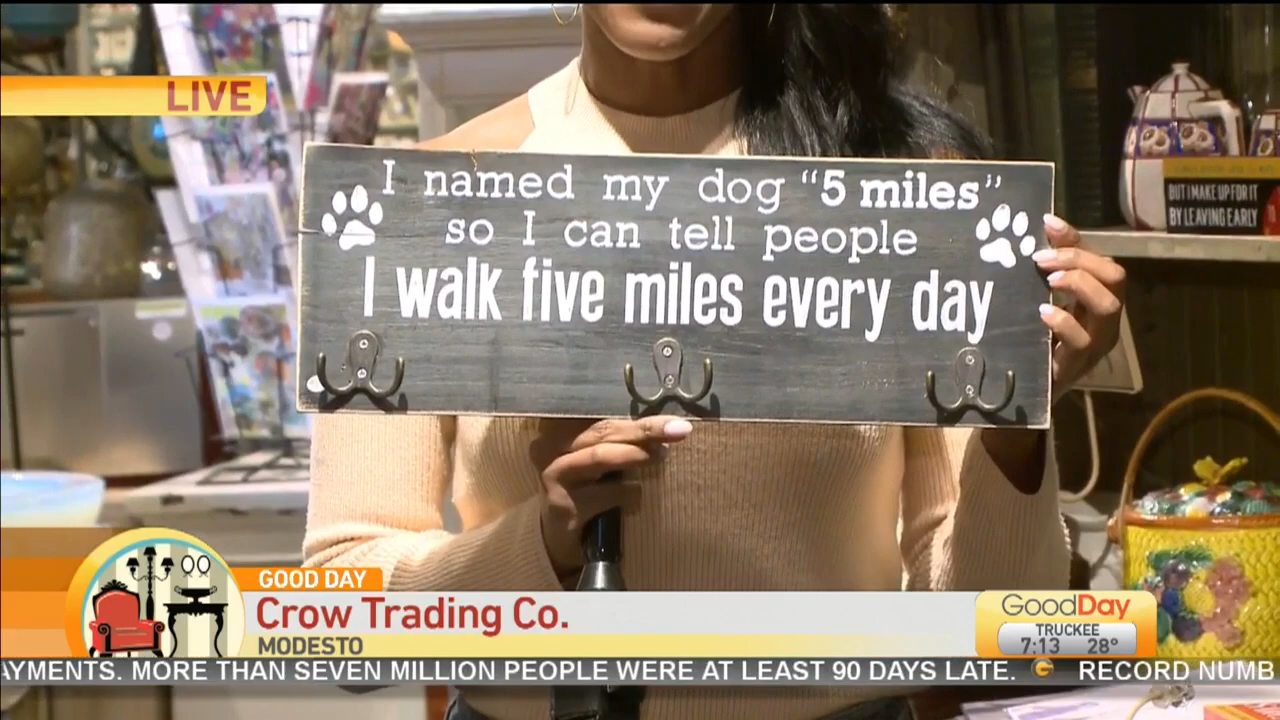 LIVE
I named my dog "5 miles"
so I can tell people
I walk five miles every day
BUT I MAKE UP FOR IT
BY LEAVING EARLY
GOOD DAY
Crow Trading Co.
MODESTO
GoodDay
TRUCKEE
7:13 28°
AYMENTS. MORE THAN SEVEN MILLION PEOPLE WERE AT LEAST 90 DAYS LATE. RECORD NUMB